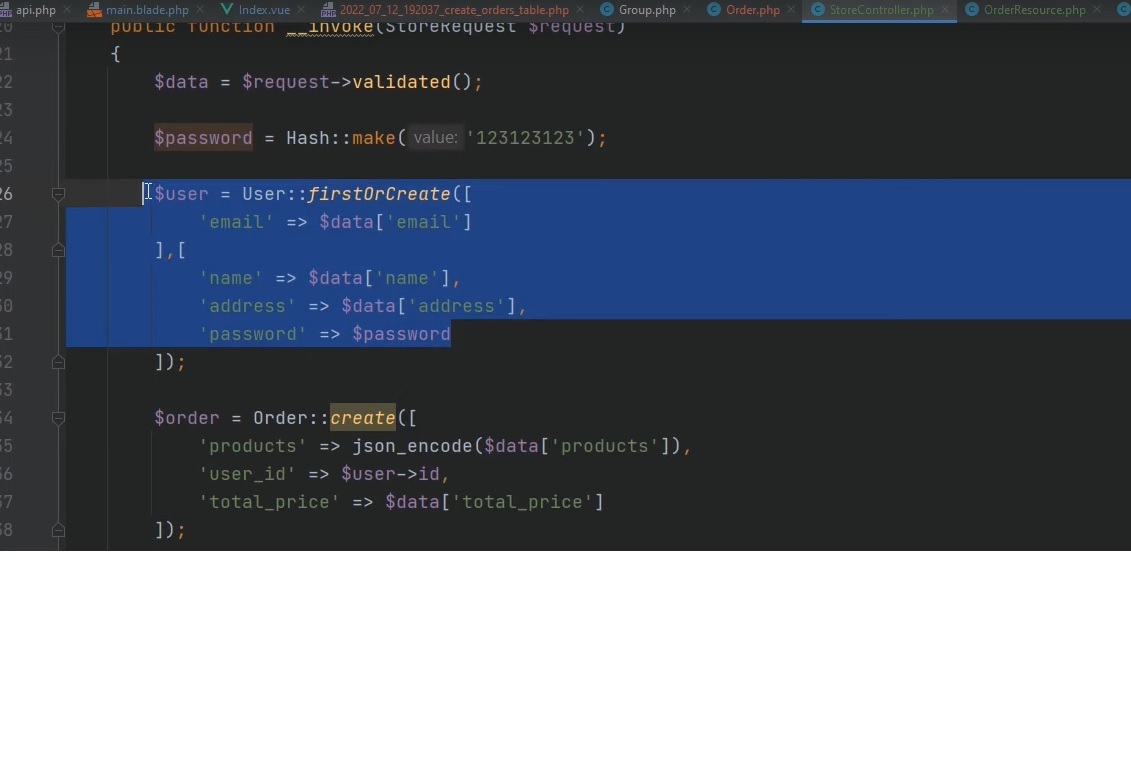 api.php main.blade.php Index.vue 2022_07_12_192037_create_orders_table.php Group.php Order.php StoreController.php OrderResource.php
public function __invoke(StoreRequest $request)
21 {
22 $data = $request->validated();
23
24 $password = Hash::make( value: '123123123');
25
26 $user = User::firstOrCreate([
27 'email' => $data['email']
28 ],[
29 'name' => $data['name'],
30 'address' => $data['address'],
31 'password' => $password
32 ]);
33
34 $order = Order::create([
35 'products' => json_encode($data['products']),
36 'user_id' => $user->id,
37 'total_price' => $data['total_price']
38 ]);